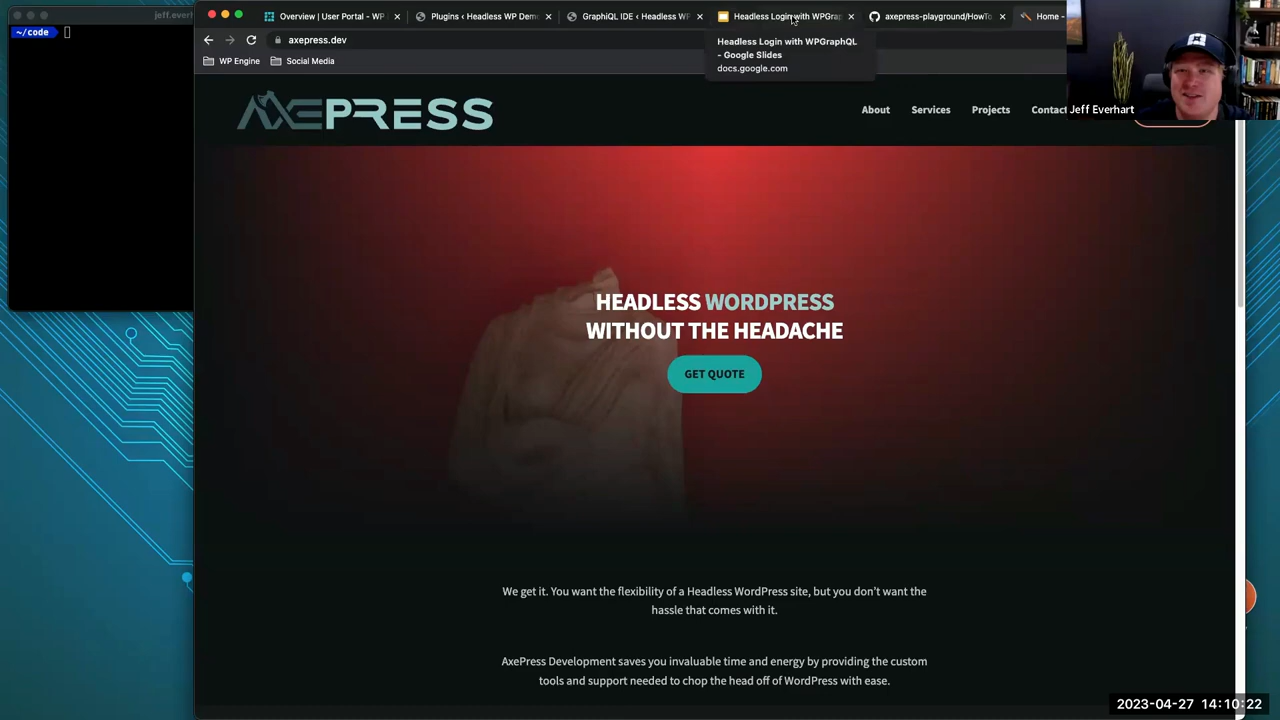 jeff.everh
~/code
Overview | User Portal - WP
Plugins ‹ Headless WP Demo
GraphiQL IDE ‹ Headless WP
Headless Login with WPGrap
axepress-playground/HowTo
Home -
axepress.dev
Headless Login with WPGraphQL
- Google Slides
docs.google.com
WP Engine
Social Media
Jeff Everhart
AXEPRESS
About
Services
Projects
Contac
HEADLESS WORDPRESS
WITHOUT THE HEADACHE
GET QUOTE
We get it. You want the flexibility of a Headless WordPress site, but you don’t want the
hassle that comes with it.
AxePress Development saves you invaluable time and energy by providing the custom
tools and support needed to chop the head off of WordPress with ease.
2023-04-27 14:10:22